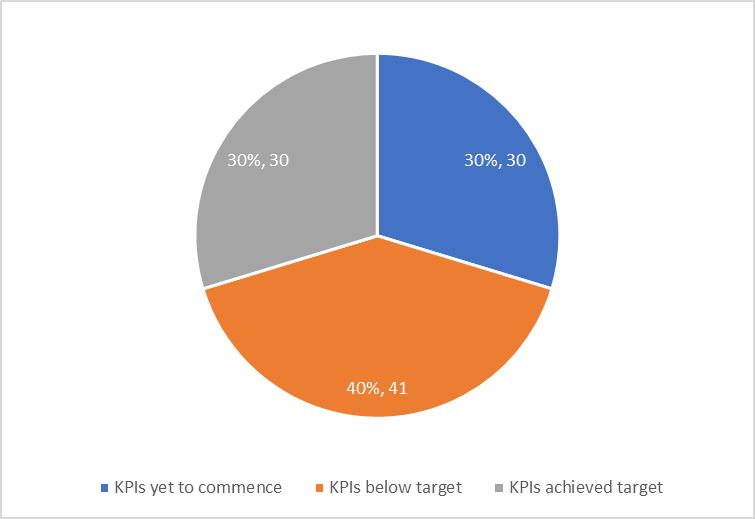 30%, 30
30%, 30
40%, 41
KPIs yet to commence
KPIs below target
KPIs achieved target